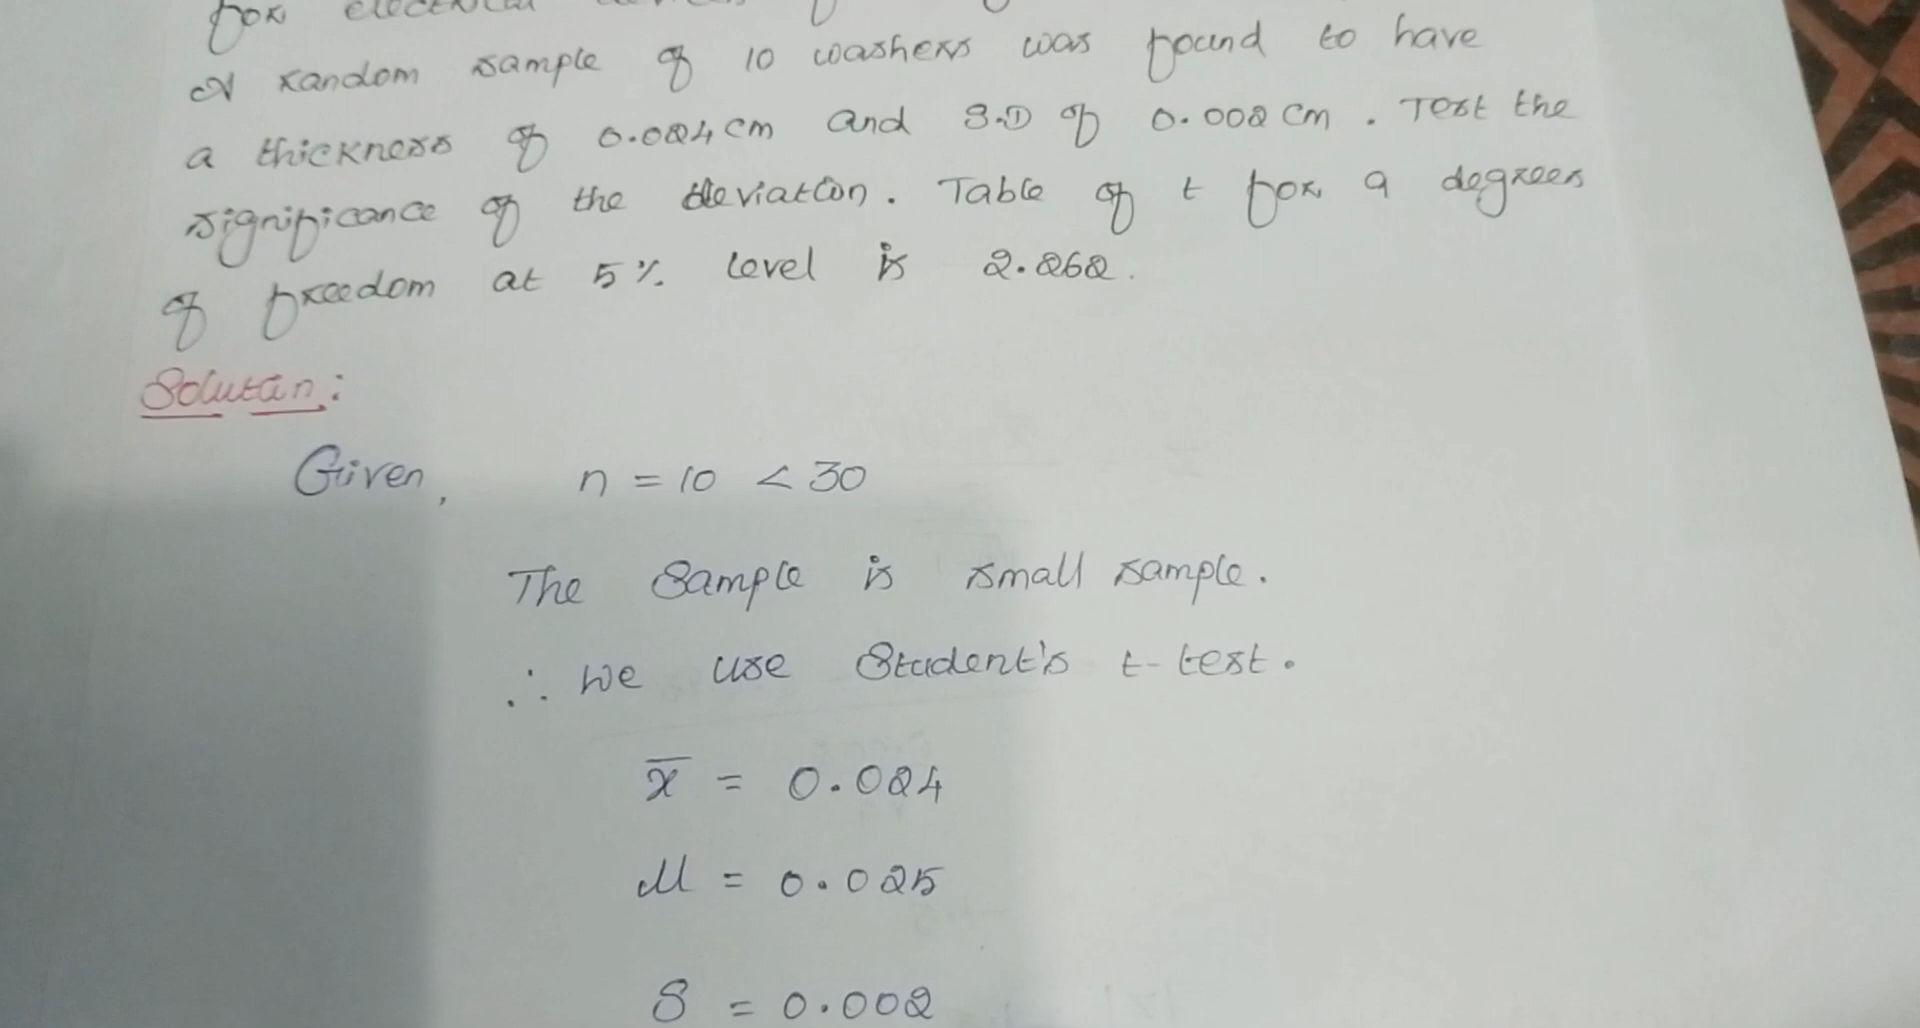 for electrical
A random sample of 10 washers was found to have
a thickness of 0.024 cm and S.D of 0.002 cm. Test the
significance of the deviation. Table of t for 9 degrees
of freedom at 5% level is 2.262.
Solution:
Given, n = 10 < 30
The Sample is small sample.
∴ we use Student's t-test.
x̄ = 0.024
μ = 0.025
S = 0.002